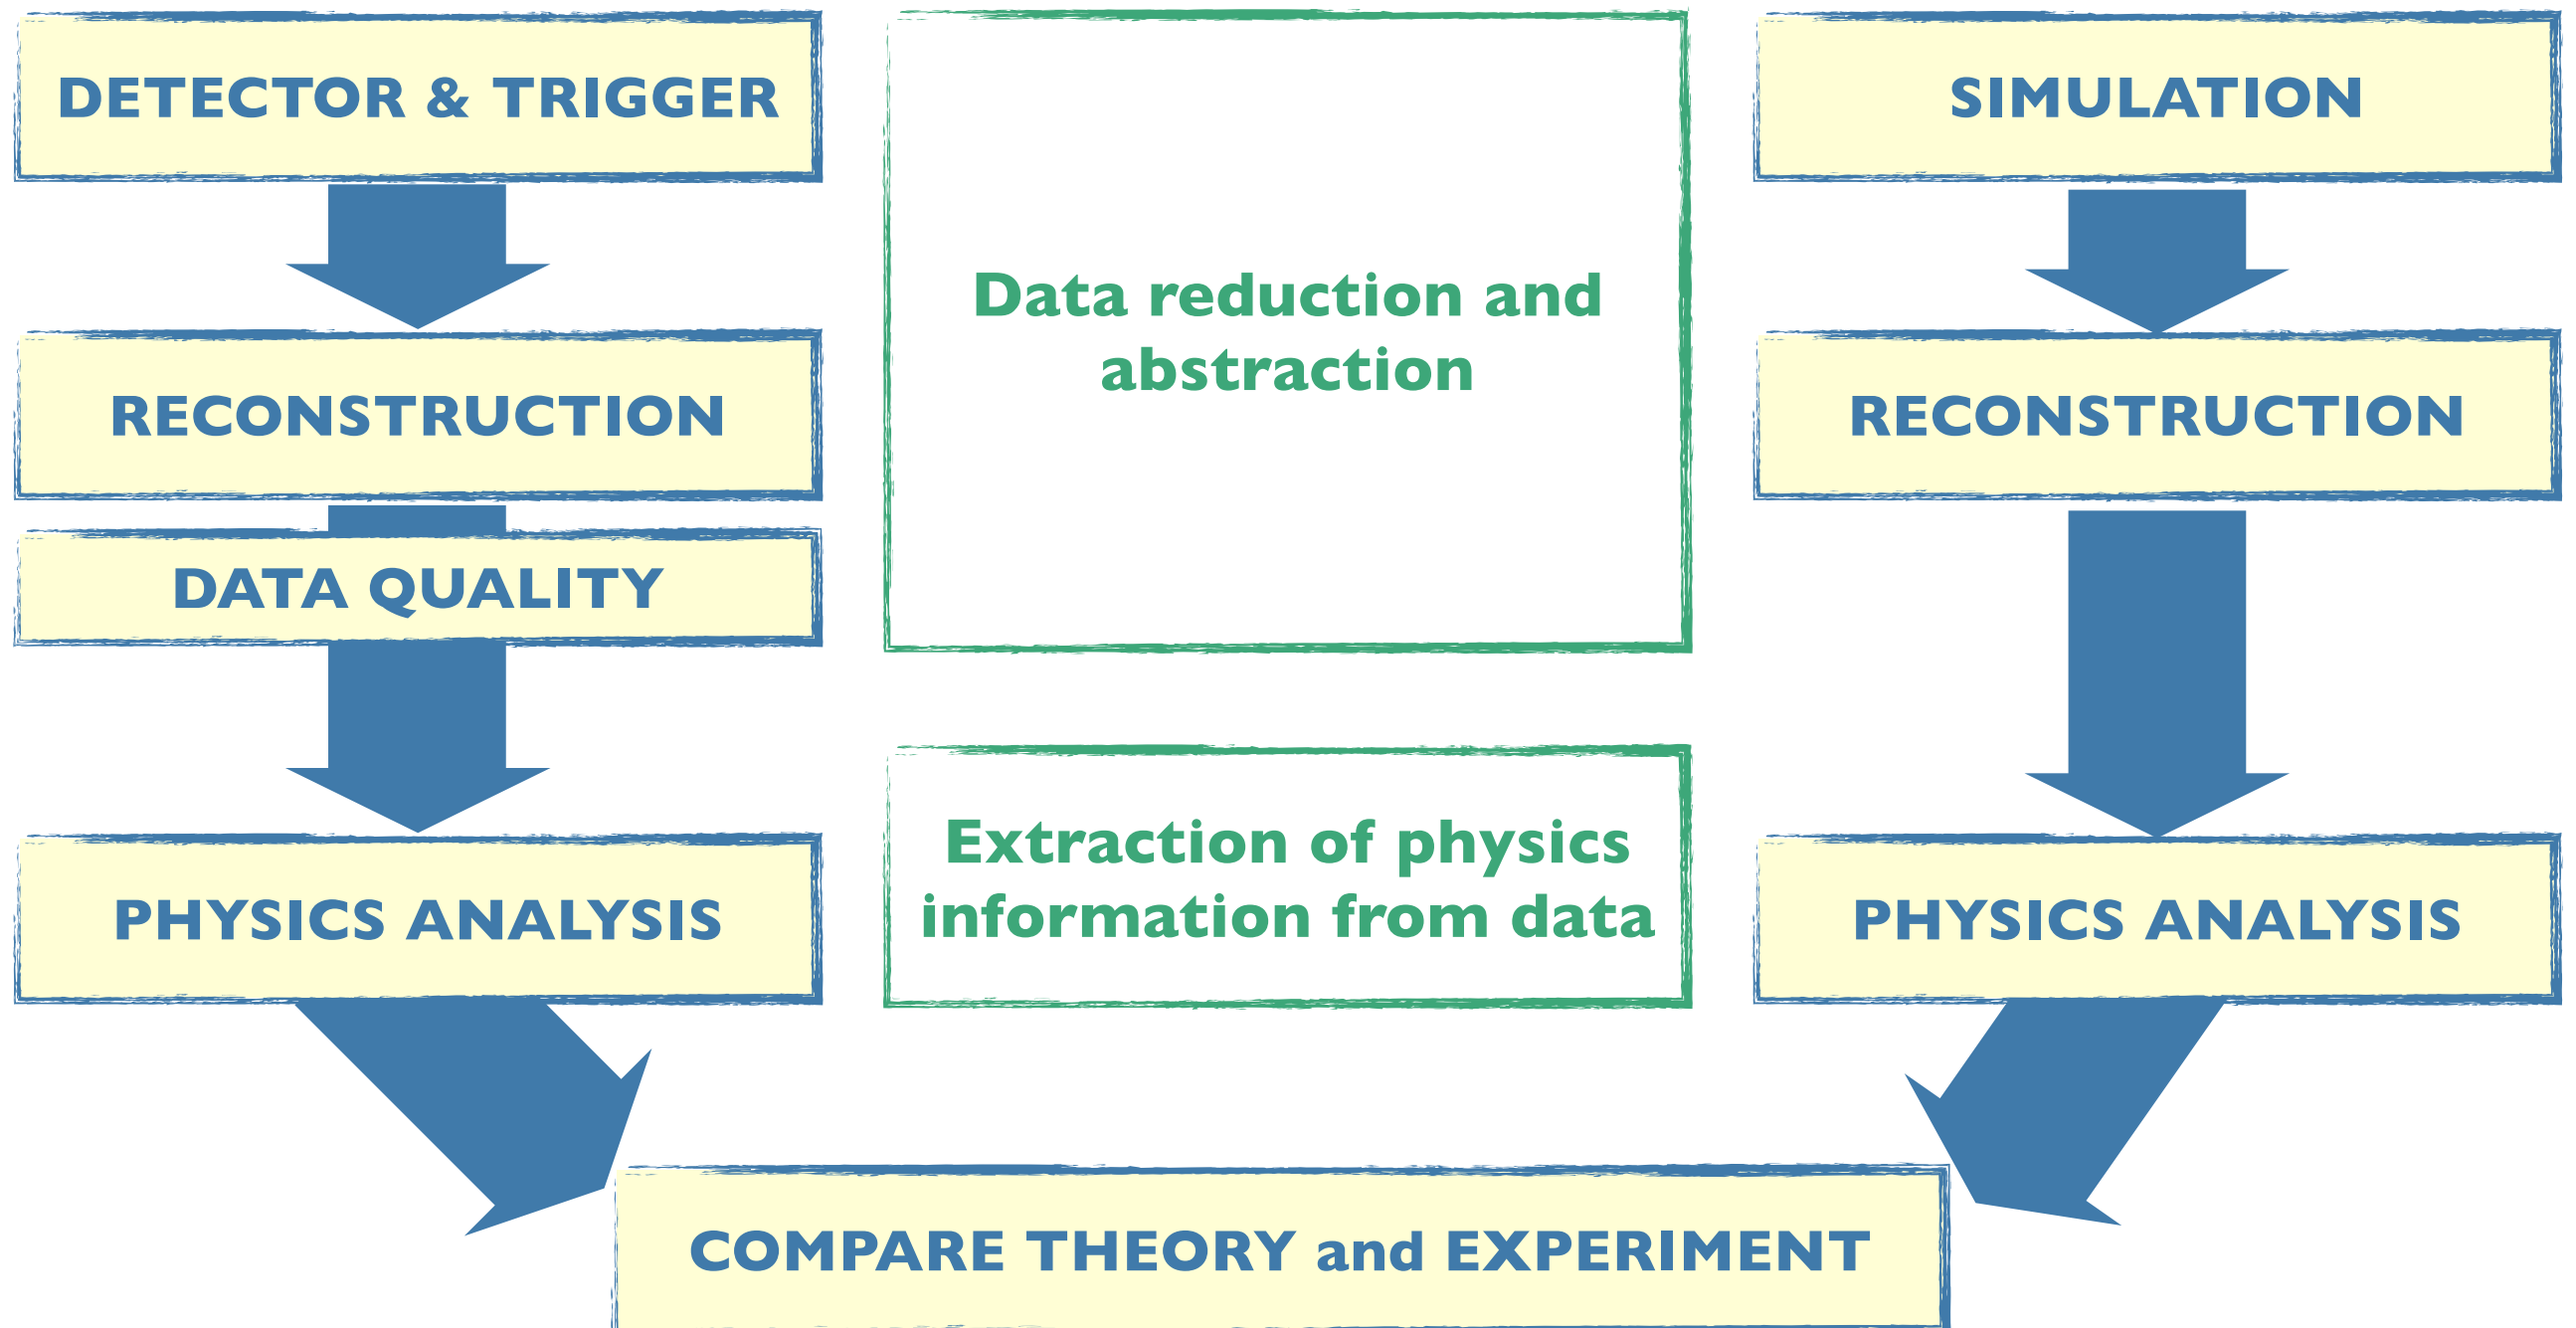 DETECTOR & TRIGGER
RECONSTRUCTION
DATA QUALITY
PHYSICS ANALYSIS
Data reduction and
abstraction
Extraction of physics
information from data
SIMULATION
RECONSTRUCTION
PHYSICS ANALYSIS
COMPARE THEORY and EXPERIMENT